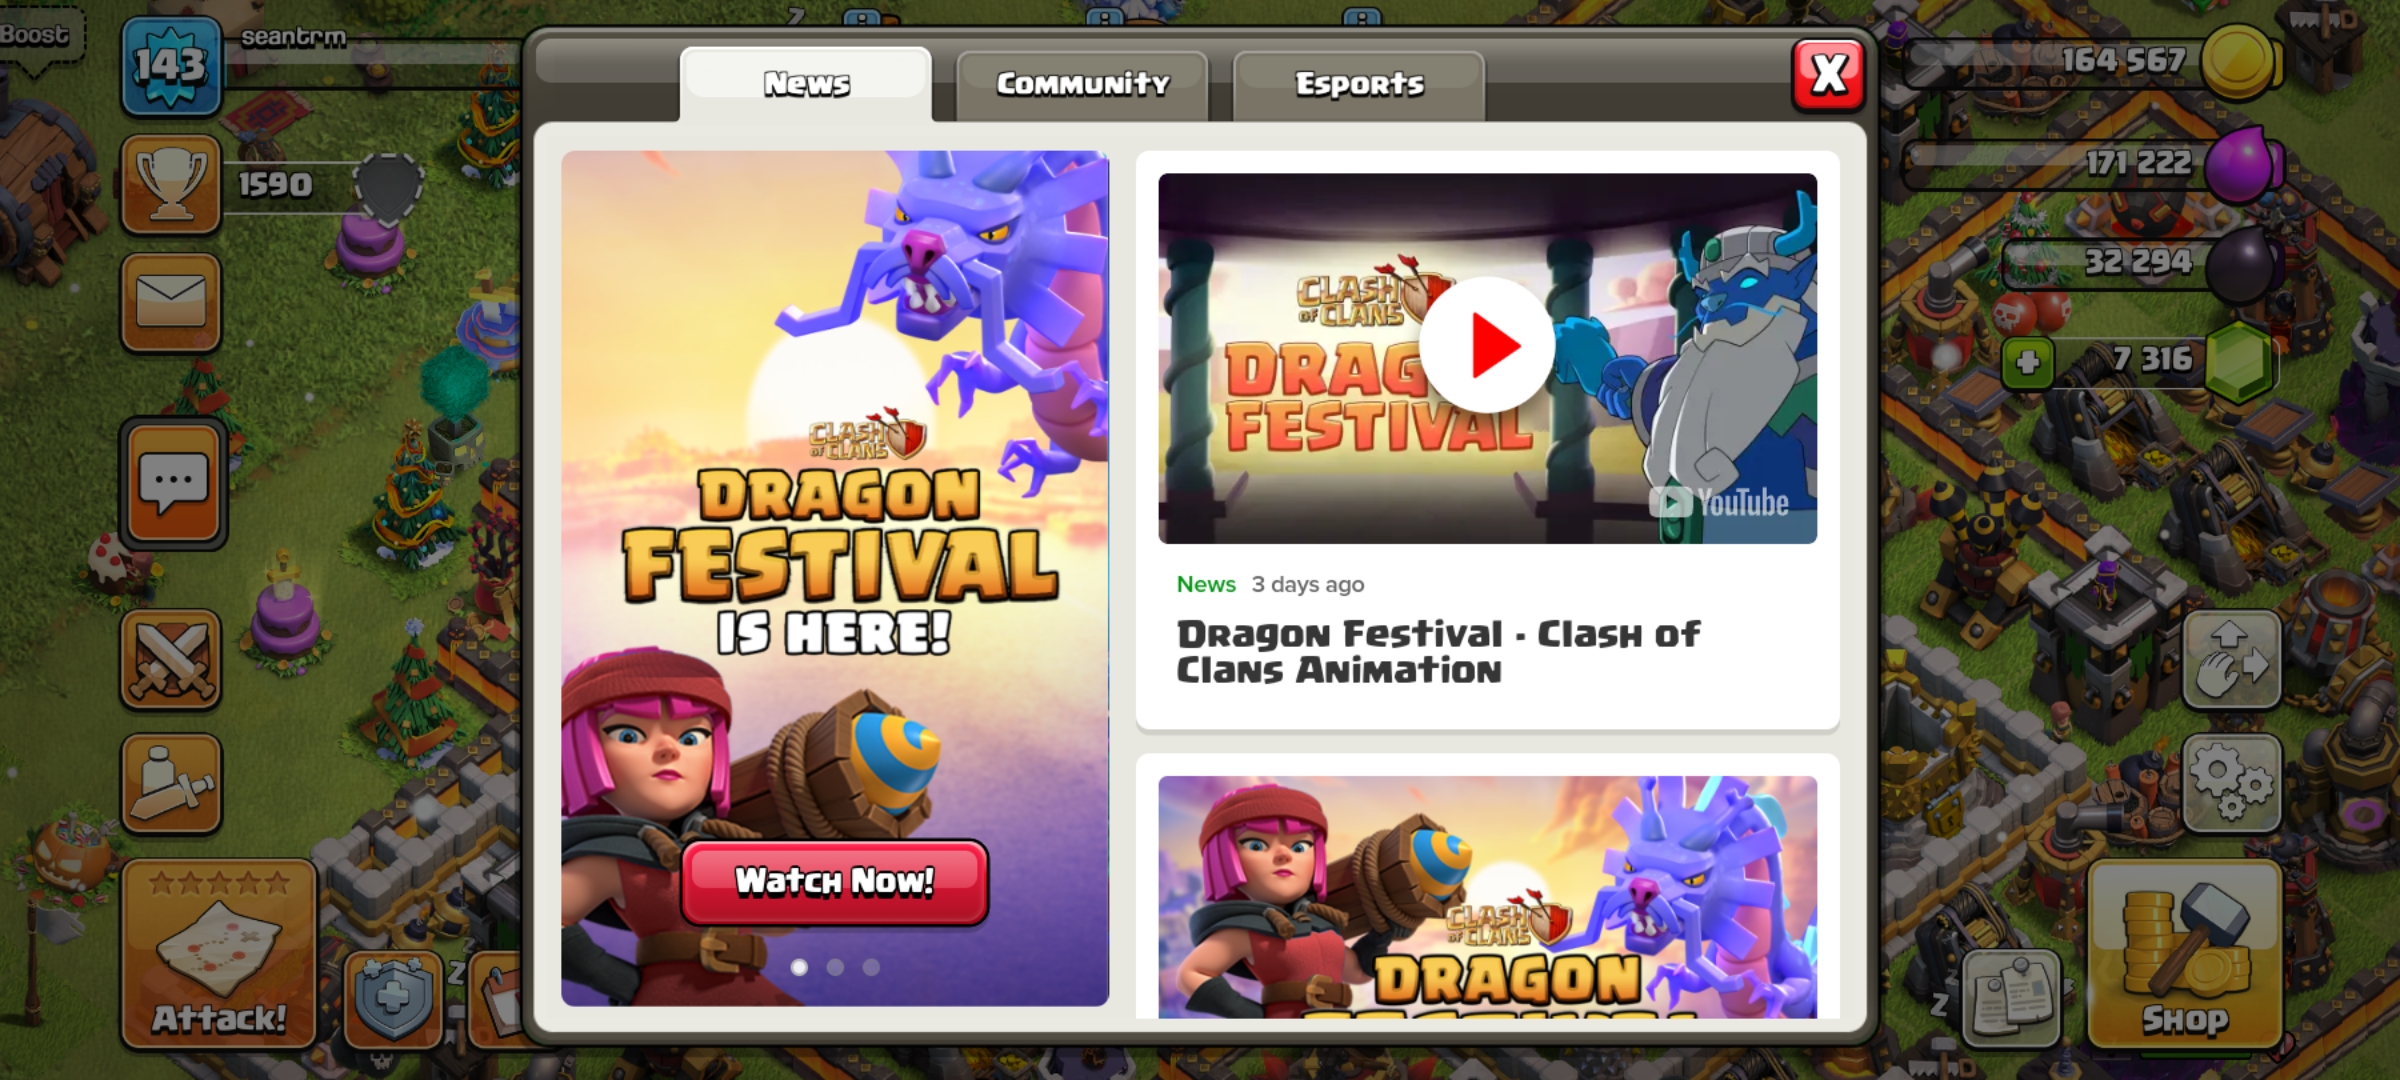 Boost
143
seantrm
1590
Attack!
News
Community
Esports
X
CLASH
OF CLANS
DRAGON
FESTIVAL
IS HERE!
Watch Now!
CLASH
OF CLANS
DRAG
FESTIVAL
YouTube
News 3 days ago
Dragon Festival - Clash of
Clans Animation
CLASH
OF CLANS
DRAGON
164 567
171 222
32 294
7 316
Shop